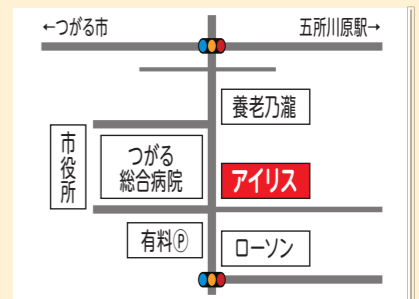 ←つがる市
五所川原駅→
養老乃瀧
市役所
つがる
総合病院
アイリス
有料Ⓟ
ローソン